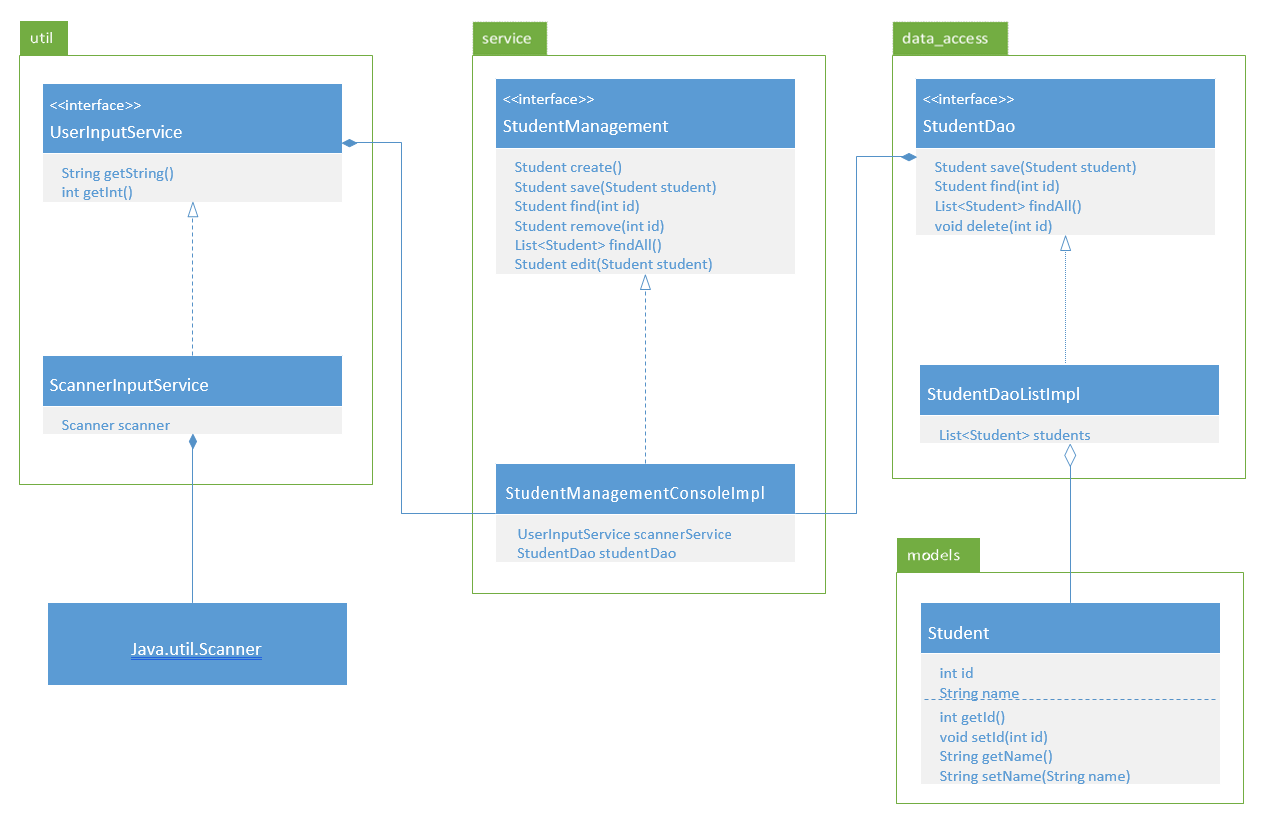 util
<<interface>>
UserInputService
String getString()
int getInt()
ScannerInputService
Scanner scanner
Java.util.Scanner
service
<<interface>>
StudentManagement
Student create()
Student save(Student student)
Student find(int id)
Student remove(int id)
List<Student> findAll()
Student edit(Student student)
StudentManagementConsoleImpl
UserInputService scannerService
StudentDao studentDao
data_access
<<interface>>
StudentDao
Student save(Student student)
Student find(int id)
List<Student> findAll()
void delete(int id)
StudentDaoListImpl
List<Student> students
models
Student
int id
String name
int getId()
void setId(int id)
String getName()
String setName(String name)